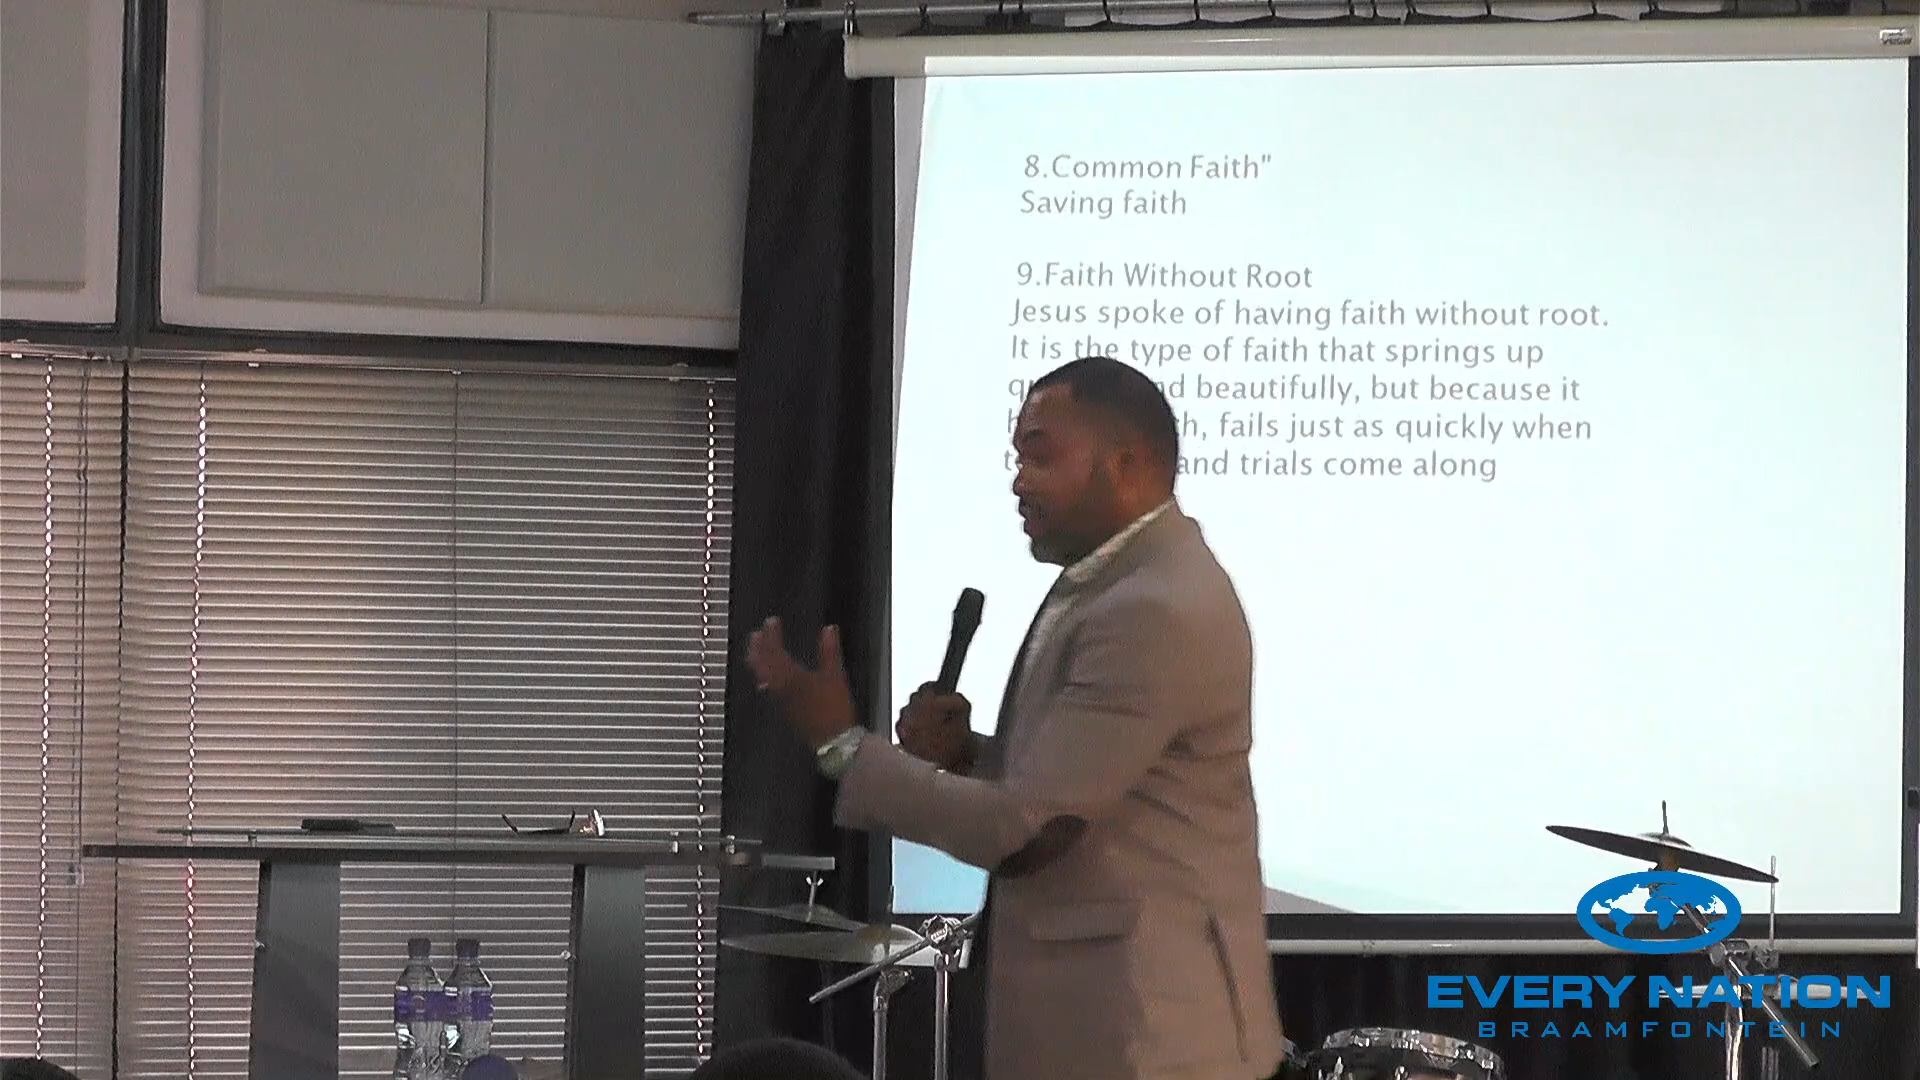 8.Common Faith"
Saving faith
9.Faith Without Root
Jesus spoke of having faith without root.
It is the type of faith that springs up
beautifully, but because it
fails just as quickly when
and trials come along
EVERY NATION
BRAAMFONTEIN